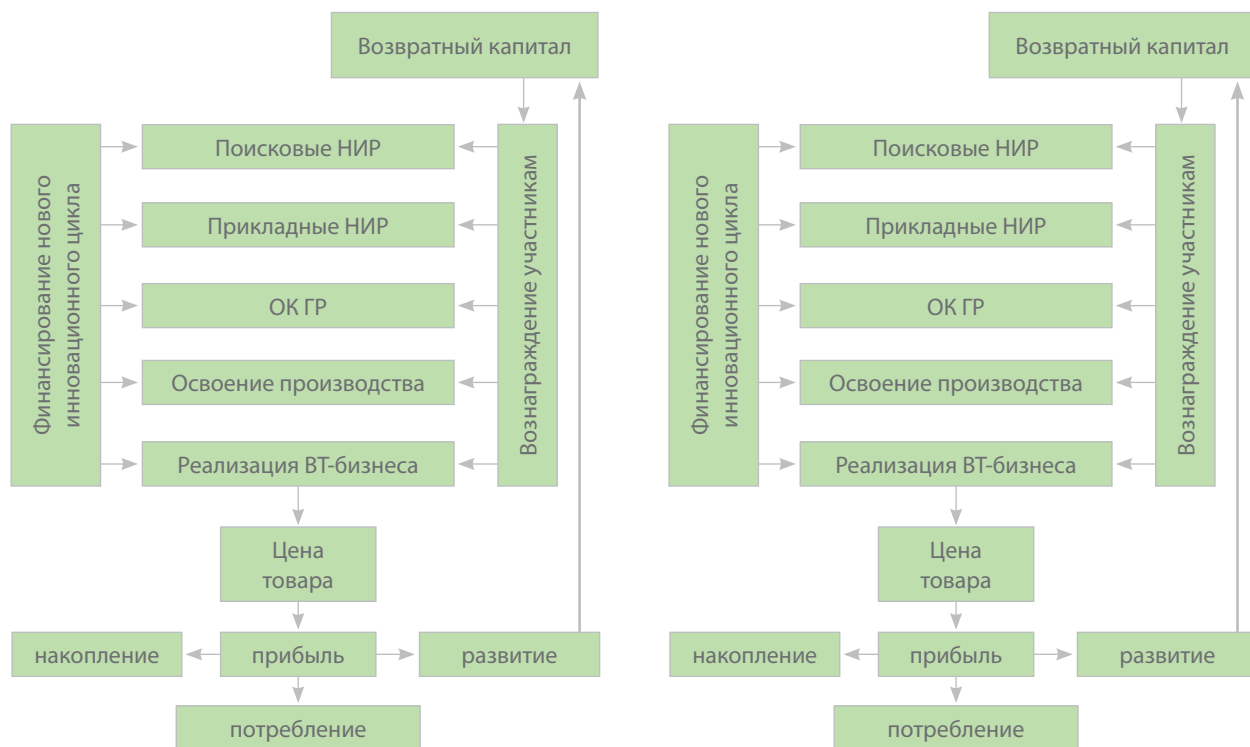 Возвратный капитал
Финансирование нового
инновационного цикла
Поисковые НИР
Прикладные НИР
ОК ГР
Освоение производства
Реализация ВТ-бизнеса
Вознаграждение участникам
Цена
товара
накопление
прибыль
развитие
потребление
Возвратный капитал
Финансирование нового
инновационного цикла
Поисковые НИР
Прикладные НИР
ОК ГР
Освоение производства
Реализация ВТ-бизнеса
Вознаграждение участникам
Цена
товара
накопление
прибыль
развитие
потребление